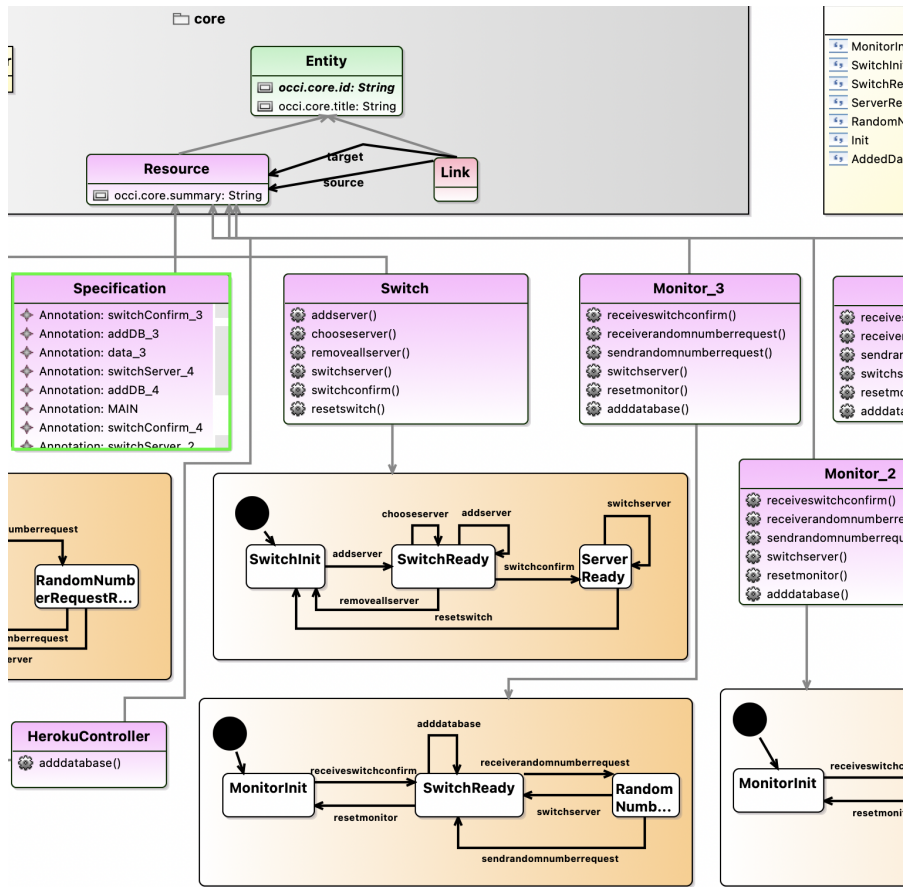 core
Entity
occi.core.id: String
occi.core.title: String
target
source
Resource
occi.core.summary: String
Link
MonitorIn
SwitchIni
SwitchRe
ServerRe
RandomN
Init
AddedDa
Specification
Annotation: switchConfirm_3
Annotation: addDB_3
Annotation: data_3
Annotation: switchServer_4
Annotation: addDB_4
Annotation: MAIN
Annotation: switchConfirm_4
Annotation: switchServer_2
Switch
addserver()
chooseserver()
removeallserver()
switchserver()
switchconfirm()
resetswitch()
Monitor_3
receiveswitchconfirm()
receiverandomnumberrequest()
sendrandomnumberrequest()
switchserver()
resetmonitor()
adddatabase()
receives
receiver
sendran
switchs
resetmo
adddata
Monitor_2
receiveswitchconfirm()
receiverandomnumberre
sendrandomnumberrequ
switchserver()
resetmonitor()
adddatabase()
umberrequest
RandomNumb
erRequestR...
mberrequest
erver
SwitchInit
addserver
chooseserver
addserver
SwitchReady
switchconfirm
switchserver
Server
Ready
removeallserver
resetswitch
HerokuController
adddatabase()
MonitorInit
receiveswitchconfirm
adddatabase
SwitchReady
receiverandomnumberrequest
Random
Numb...
resetmonitor
switchserver
sendrandomnumberrequest
MonitorInit
receiveswitchc
resetmoni